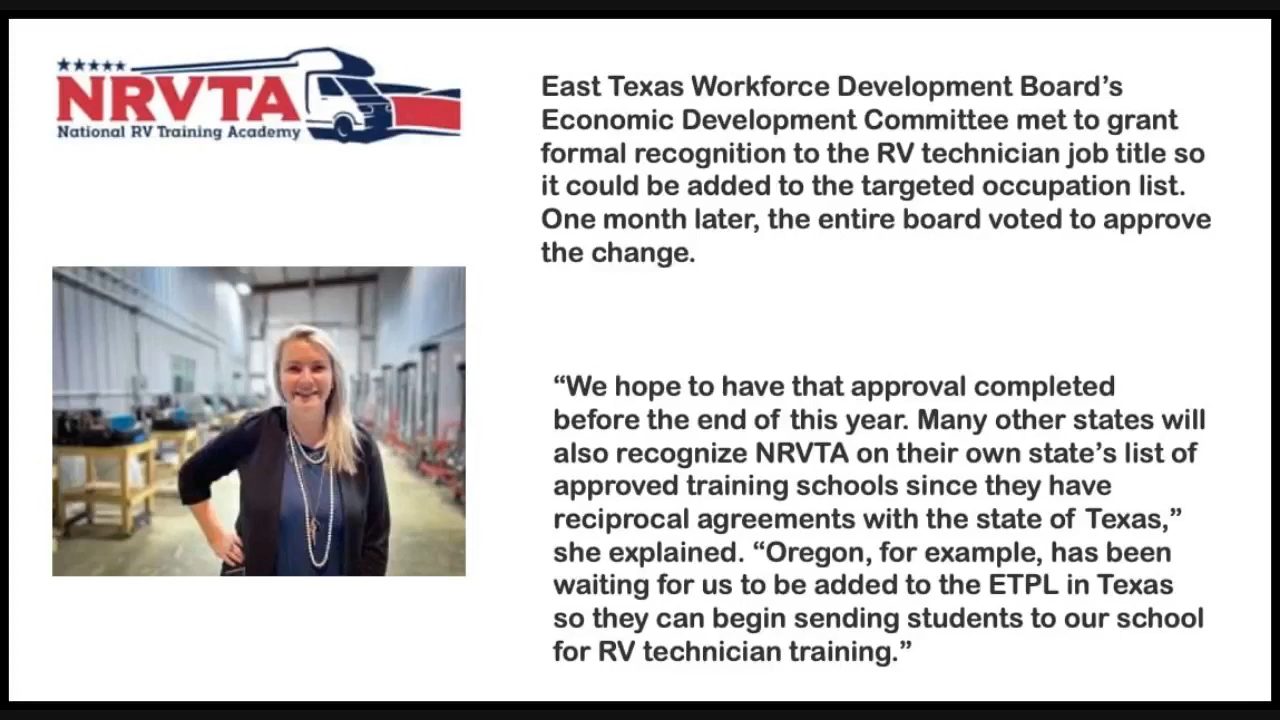 NRVTA
National RV Training Academy
East Texas Workforce Development Board’s
Economic Development Committee met to grant
formal recognition to the RV technician job title so
it could be added to the targeted occupation list.
One month later, the entire board voted to approve
the change.
“We hope to have that approval completed
before the end of this year. Many other states will
also recognize NRVTA on their own state’s list of
approved training schools since they have
reciprocal agreements with the state of Texas,”
she explained. “Oregon, for example, has been
waiting for us to be added to the ETPL in Texas
so they can begin sending students to our school
for RV technician training.”